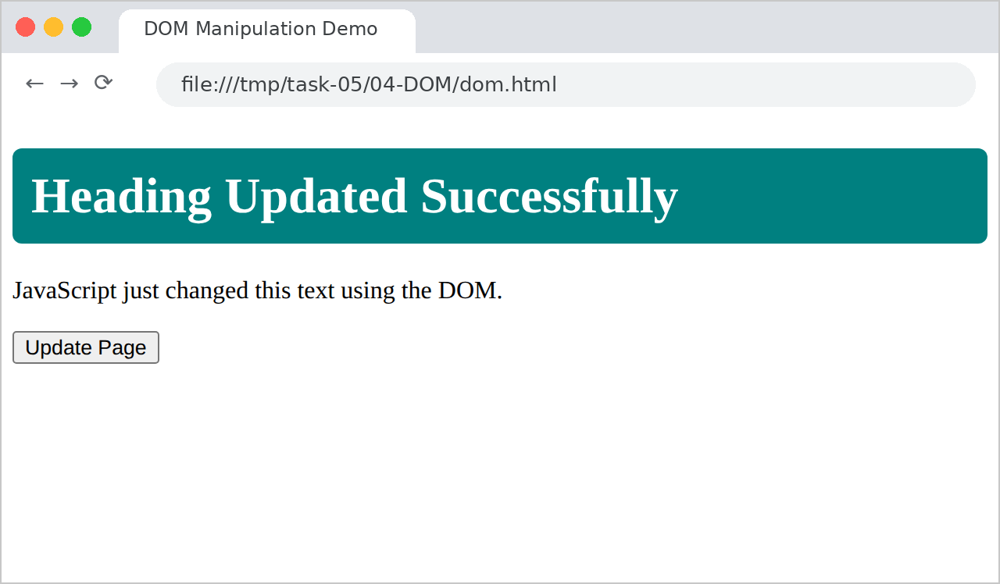 DOM Manipulation Demo
← → ⟳ file:///tmp/task-05/04-DOM/dom.html
Heading Updated Successfully
JavaScript just changed this text using the DOM.
Update Page